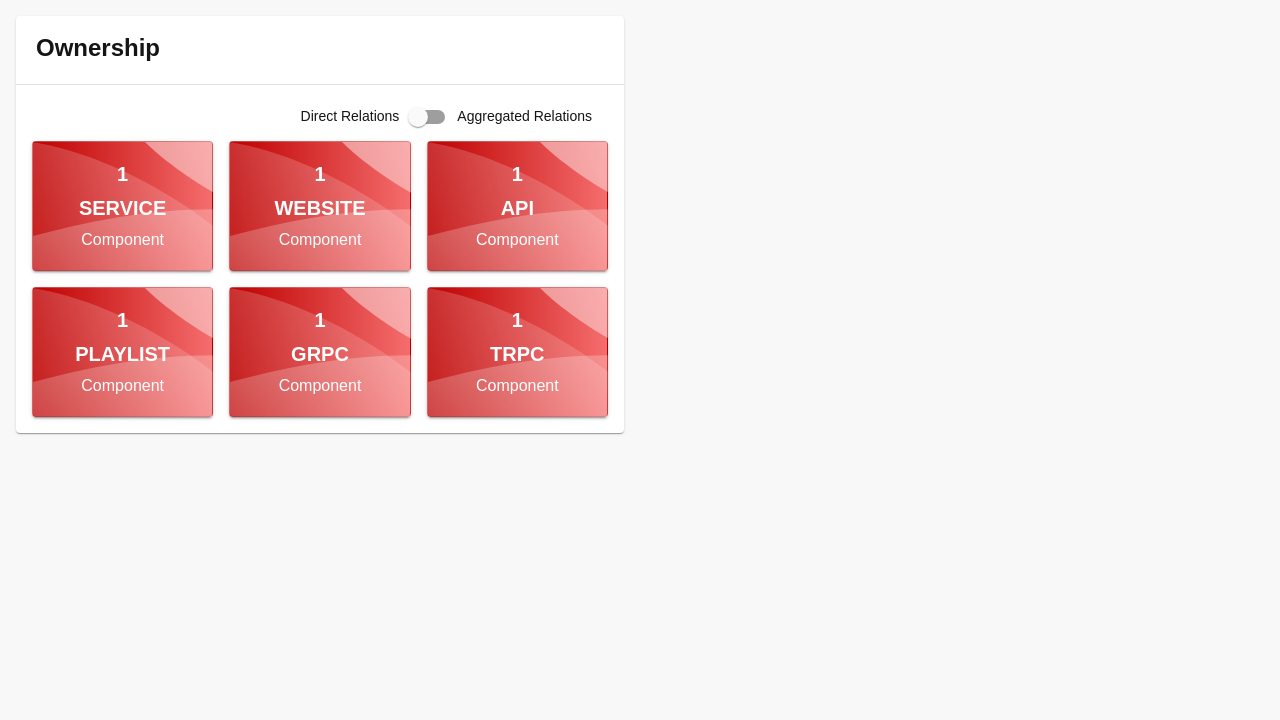 Ownership
Direct Relations Aggregated Relations
1
SERVICE
Component
1
WEBSITE
Component
1
API
Component
1
PLAYLIST
Component
1
GRPC
Component
1
TRPC
Component